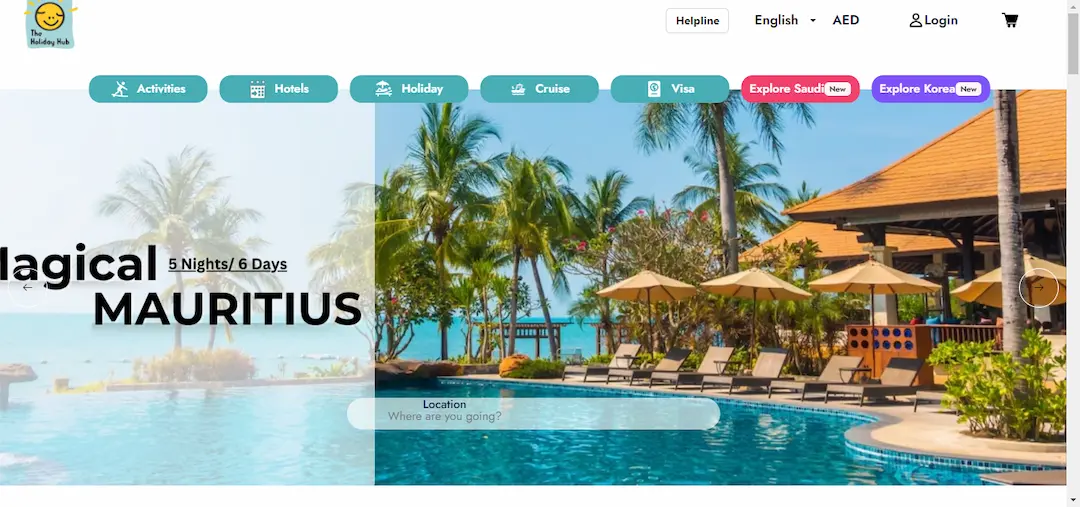 The
Holiday Hub
Helpline
English
AED
Login
Activities
Hotels
Holiday
Cruise
Visa
Explore Saudi New
Explore Korea New
agical
5 Nights/ 6 Days
MAURITIUS
Location
Where are you going?